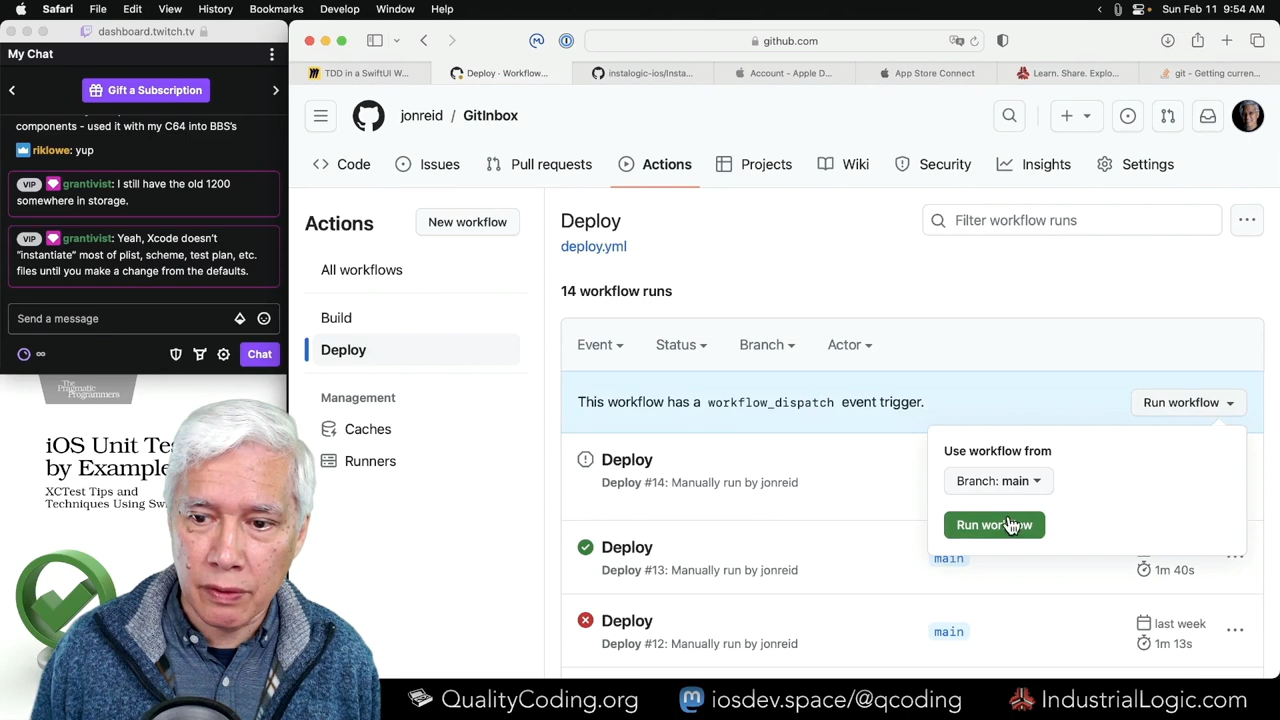 Safari File Edit View History Bookmarks Develop Window Help
Sun Feb 11 9:54 AM
dashboard.twitch.tv
My Chat
Gift a Subscription
components - used it with my C64 into BBS's
riklowe: yup
VIP grantivist: I still have the old 1200
somewhere in storage.
VIP grantivist: Yeah, Xcode doesn't
"instantiate" most of plist, scheme, test plan, etc.
files until you make a change from the defaults.
Send a message
Chat
The
Pragmatic
Programmers
iOS Unit Te
by Example
XCTest Tips and
Techniques Using Sw
github.com
TDD in a SwiftUI W...
Deploy · Workflow...
instalogic-ios/Insta...
Account - Apple D...
App Store Connect
Learn. Share. Explo...
git - Getting curren...
jonreid / GitInbox
Code
Issues
Pull requests
Actions
Projects
Wiki
Security
Insights
Settings
Actions
New workflow
All workflows
Build
Deploy
Management
Caches
Runners
Deploy
deploy.yml
Filter workflow runs
14 workflow runs
Event
Status
Branch
Actor
This workflow has a workflow_dispatch event trigger.
Run workflow
Use workflow from
Branch: main
Run workflow
Deploy
Deploy #14: Manually run by jonreid
Deploy
Deploy #13: Manually run by jonreid
main
1m 40s
Deploy
Deploy #12: Manually run by jonreid
main
last week
1m 13s
QualityCoding.org
iosdev.space/@qcoding
IndustrialLogic.com